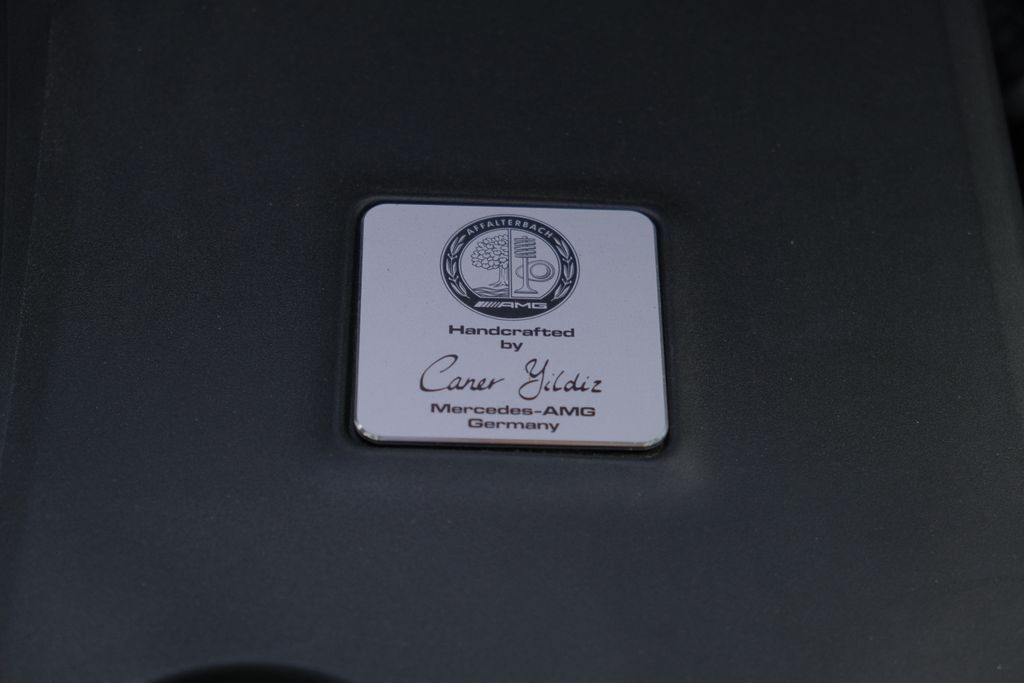 AFFALTERBACH
AMG
Handcrafted
by
Caner Yildiz
Mercedes-AMG
Germany